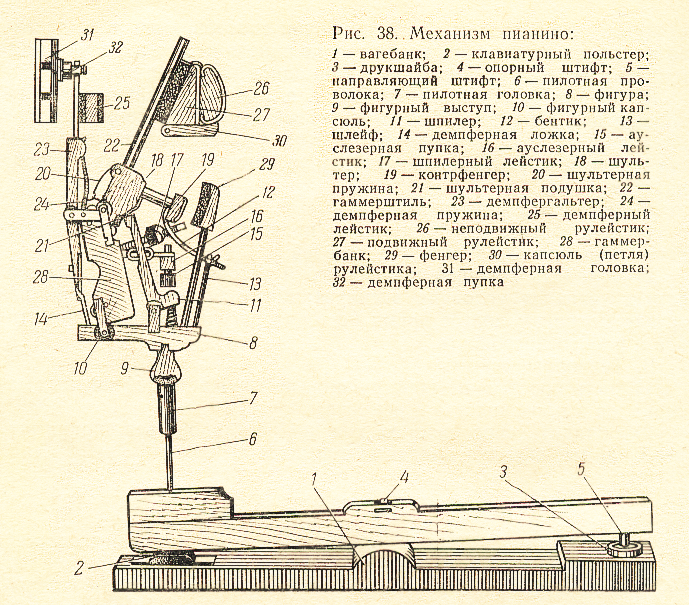 Рис. 38. Механизм пианино:
1 — вагебанк; 2 — клавиатурный польстер;
3 — друкшайба; 4 — опорный штифт; 5 —
направляющий штифт; 6 — пилотная про-
волока; 7 — пилотная головка; 8 — фигура;
9 — фигурный выступ; 10 — фигурный кап-
сюль; 11 — шпилер; 12 — бентик; 13 —
шлейф; 14 — демпферная ложка; 15 — ау-
слезерная пупка; 16 — ауслезерный лей-
стик; 17 — шпилерный лейстик; 18 — шуль-
тер; 19 — контрфенгер; 20 — шультерная
пружина; 21 — шультерная подушка; 22 —
гаммерштиль; 23 — демпфергальтер; 24 —
демпферная пружина; 25 — демпферный
лейстик; 26 — неподвижный рулейстик;
27 — подвижный рулейстик; 28 — гаммер-
банк; 29 — фенгер; 30 — капсюль (петля)
рулейстика; 31 — демпферная головка;
32 — демпферная пупка
31
32
25
26
27
30
22
23
20
18
17
19
29
24
12
21
16
15
28
13
11
14
10
8
9
7
6
1
4
3
5
2